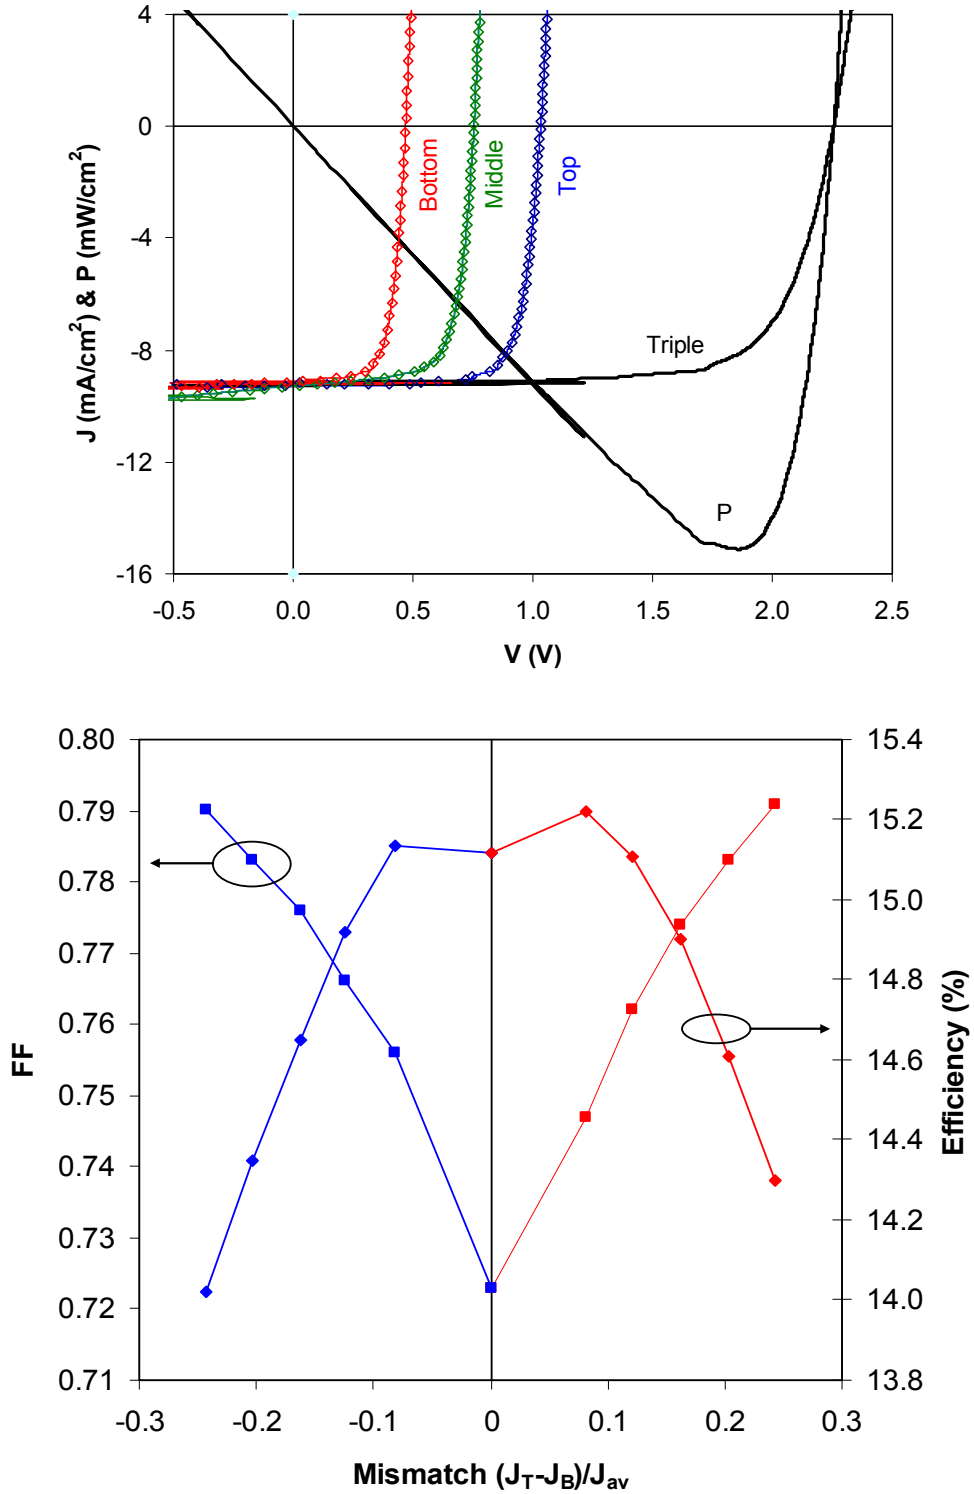 4
0
-4
-8
-12
-16
J (mA/cm²) & P (mW/cm²)
Bottom
Middle
Top
Triple
P
-0.5 0.0 0.5 1.0 1.5 2.0 2.5
V (V)
0.80
0.79
0.78
0.77
0.76
0.75
0.74
0.73
0.72
0.71
FF
15.4
15.2
15.0
14.8
14.6
14.4
14.2
14.0
13.8
Efficiency (%)
-0.3 -0.2 -0.1 0 0.1 0.2 0.3
Mismatch (J_T-J_B)/J_av